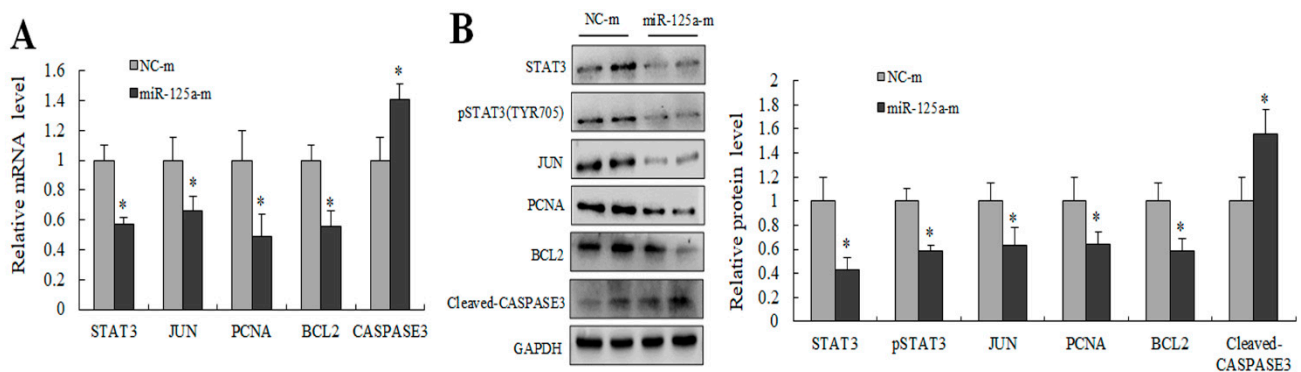 A
Relative mRNA level
1.6
1.4
1.2
1
0.8
0.6
0.4
0.2
0
NC-m
miR-125a-m
*
*
*
*
*
STAT3 JUN PCNA BCL2 CASPASE3
B
NC-m miR-125a-m
STAT3
pSTAT3(TYR705)
JUN
PCNA
BCL2
Cleaved-CASPASE3
GAPDH
Relative protein level
2
1.8
1.6
1.4
1.2
1
0.8
0.6
0.4
0.2
0
NC-m
miR-125a-m
*
*
*
*
*
*
STAT3 pSTAT3 JUN PCNA BCL2 Cleaved-
CASPASE3